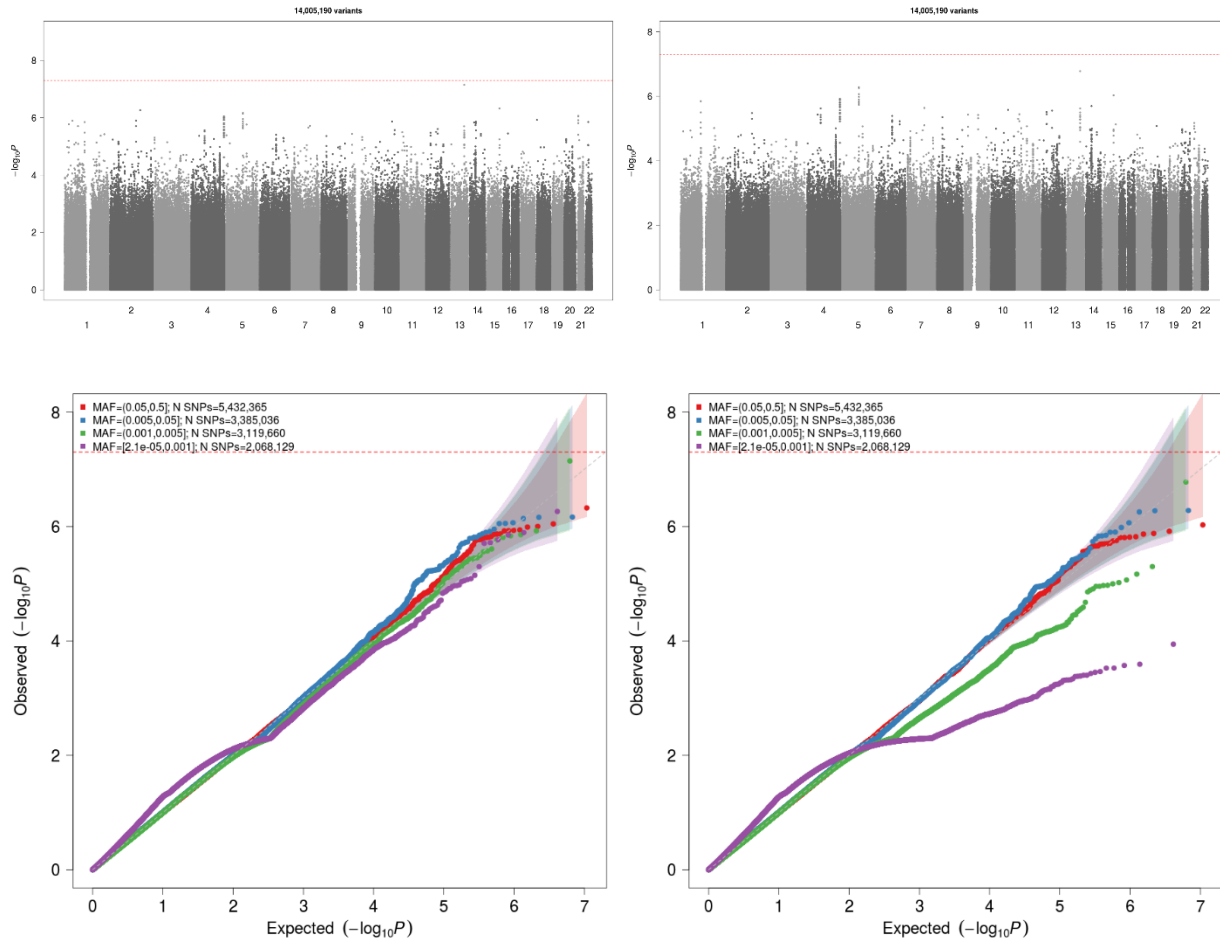 14,005,190 variants
8
6
4
2
0
−log10P
2 4 6 8 10 12 14 16 18 20 22
1 3 5 7 9 11 13 15 17 19 21
14,005,190 variants
8
6
4
2
0
−log10P
2 4 6 8 10 12 14 16 18 20 22
1 3 5 7 9 11 13 15 17 19 21
MAF=(0.05,0.5]; N SNPs=5,432,365
MAF=(0.005,0.05]; N SNPs=3,385,036
MAF=(0.001,0.005]; N SNPs=3,119,660
MAF=[2.1e-05,0.001]; N SNPs=2,068,129
8
6
4
2
0
Observed (−log10P)
0 1 2 3 4 5 6 7
Expected (−log10P)
MAF=(0.05,0.5]; N SNPs=5,432,365
MAF=(0.005,0.05]; N SNPs=3,385,036
MAF=(0.001,0.005]; N SNPs=3,119,660
MAF=[2.1e-05,0.001]; N SNPs=2,068,129
8
6
4
2
0
Observed (−log10P)
0 1 2 3 4 5 6 7
Expected (−log10P)